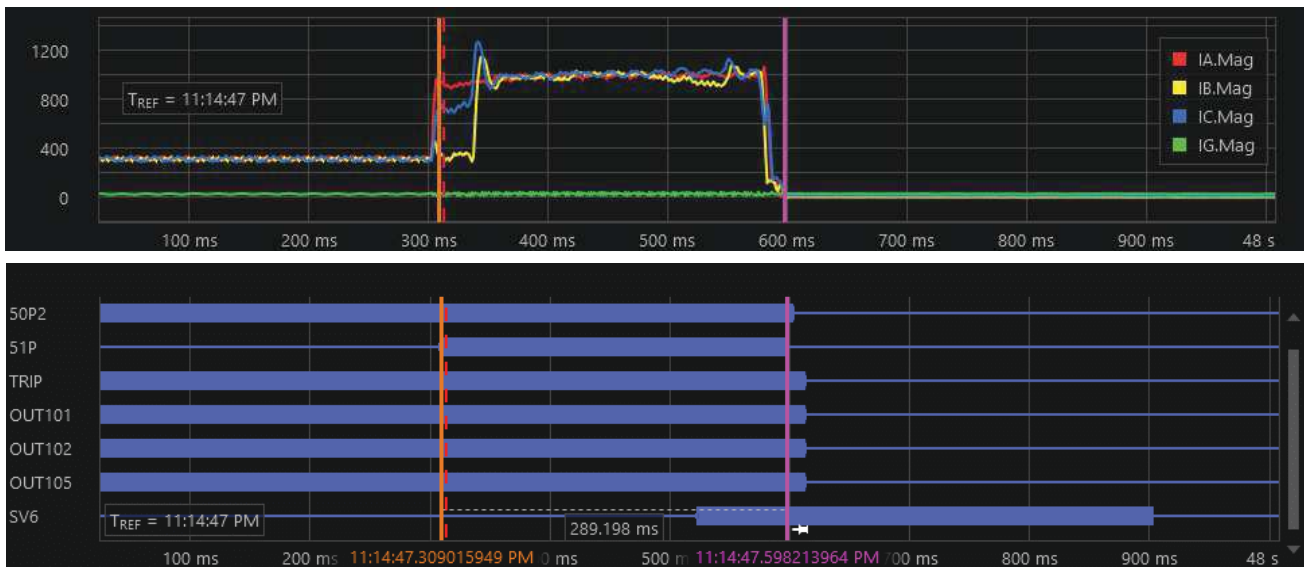 1200
800
400
0
TREF = 11:14:47 PM
IA.Mag
IB.Mag
IC.Mag
IG.Mag
100 ms 200 ms 300 ms 400 ms 500 ms 600 ms 700 ms 800 ms 900 ms 48 s
50P2
51P
TRIP
OUT101
OUT102
OUT105
SV6
TREF = 11:14:47 PM
289.198 ms
100 ms 200 ms 11:14:47.309015949 PM 0 ms 500 m 11:14:47.598213964 PM 700 ms 800 ms 900 ms 48 s